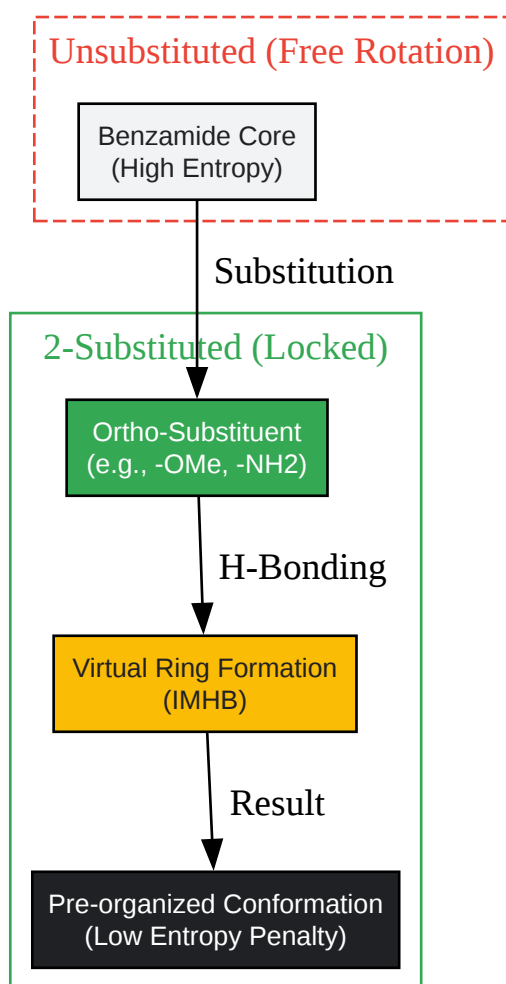 Unsubstituted (Free Rotation)
Benzamide Core
(High Entropy)
Substitution
2-Substituted (Locked)
Ortho-Substituent
(e.g., -OMe, -NH2)
H-Bonding
Virtual Ring Formation
(IMHB)
Result
Pre-organized Conformation
(Low Entropy Penalty)